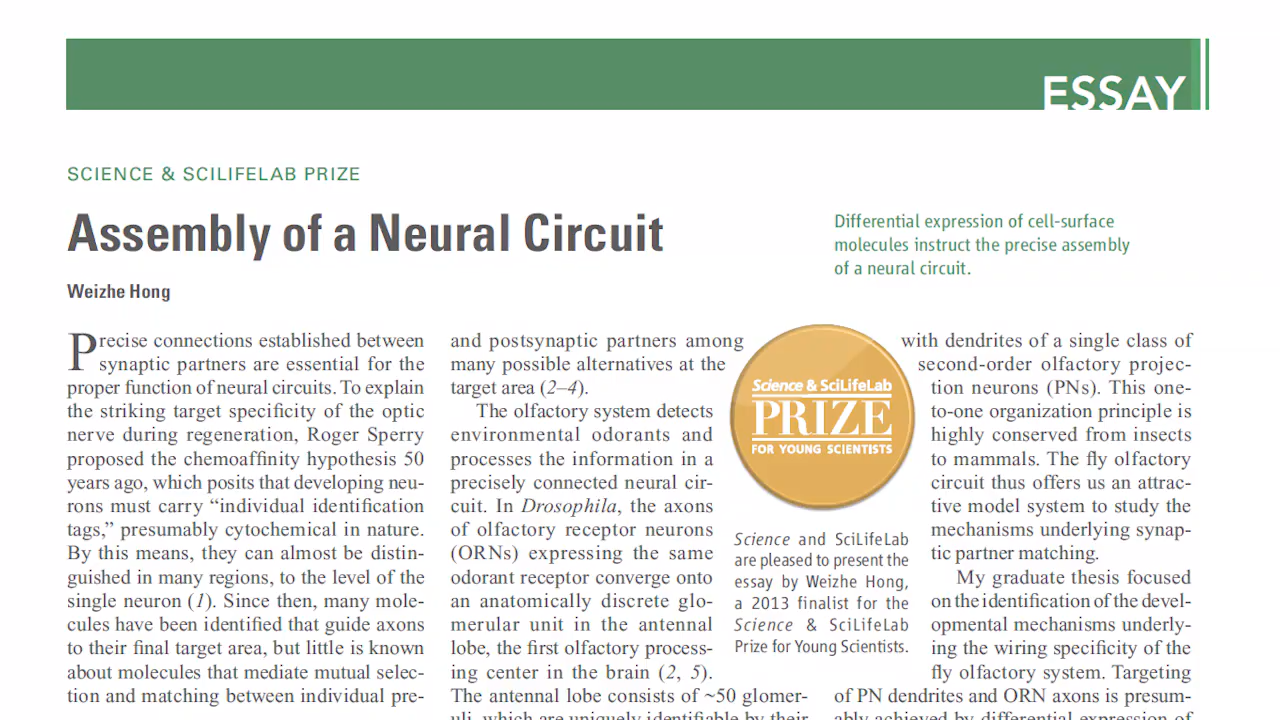 ESSAY
SCIENCE & SCILIFELAB PRIZE
Assembly of a Neural Circuit
Weizhe Hong
Differential expression of cell-surface
molecules instruct the precise assembly
of a neural circuit.
Precise connections established between
synaptic partners are essential for the
proper function of neural circuits. To explain
the striking target specificity of the optic
nerve during regeneration, Roger Sperry
proposed the chemoaffinity hypothesis 50
years ago, which posits that developing neu-
rons must carry “individual identification
tags,” presumably cytochemical in nature.
By this means, they can almost be distin-
guished in many regions, to the level of the
single neuron (1). Since then, many mole-
cules have been identified that guide axons
to their final target area, but little is known
about molecules that mediate mutual selec-
tion and matching between individual pre-
and postsynaptic partners among
many possible alternatives at the
target area (2–4).
The olfactory system detects
environmental odorants and
processes the information in a
precisely connected neural cir-
cuit. In Drosophila, the axons
of olfactory receptor neurons
(ORNs) expressing the same
odorant receptor converge onto
an anatomically discrete glo-
merular unit in the antennal
lobe, the first olfactory process-
ing center in the brain (2, 5).
The antennal lobe consists of ~50 glomer-
uli, which are uniquely identifiable by their
Science & SciLifeLab
PRIZE
FOR YOUNG SCIENTISTS
Science and SciLifeLab
are pleased to present the
essay by Weizhe Hong,
a 2013 finalist for the
Science & SciLifeLab
Prize for Young Scientists.
with dendrites of a single class of
second-order olfactory projec-
tion neurons (PNs). This one-
to-one organization principle is
highly conserved from insects
to mammals. The fly olfactory
circuit thus offers us an attrac-
tive model system to study the
mechanisms underlying synap-
tic partner matching.
My graduate thesis focused
on the identification of the devel-
opmental mechanisms underly-
ing the wiring specificity of the
fly olfactory system. Targeting
of PN dendrites and ORN axons is presum-
ably achieved by differential expression of